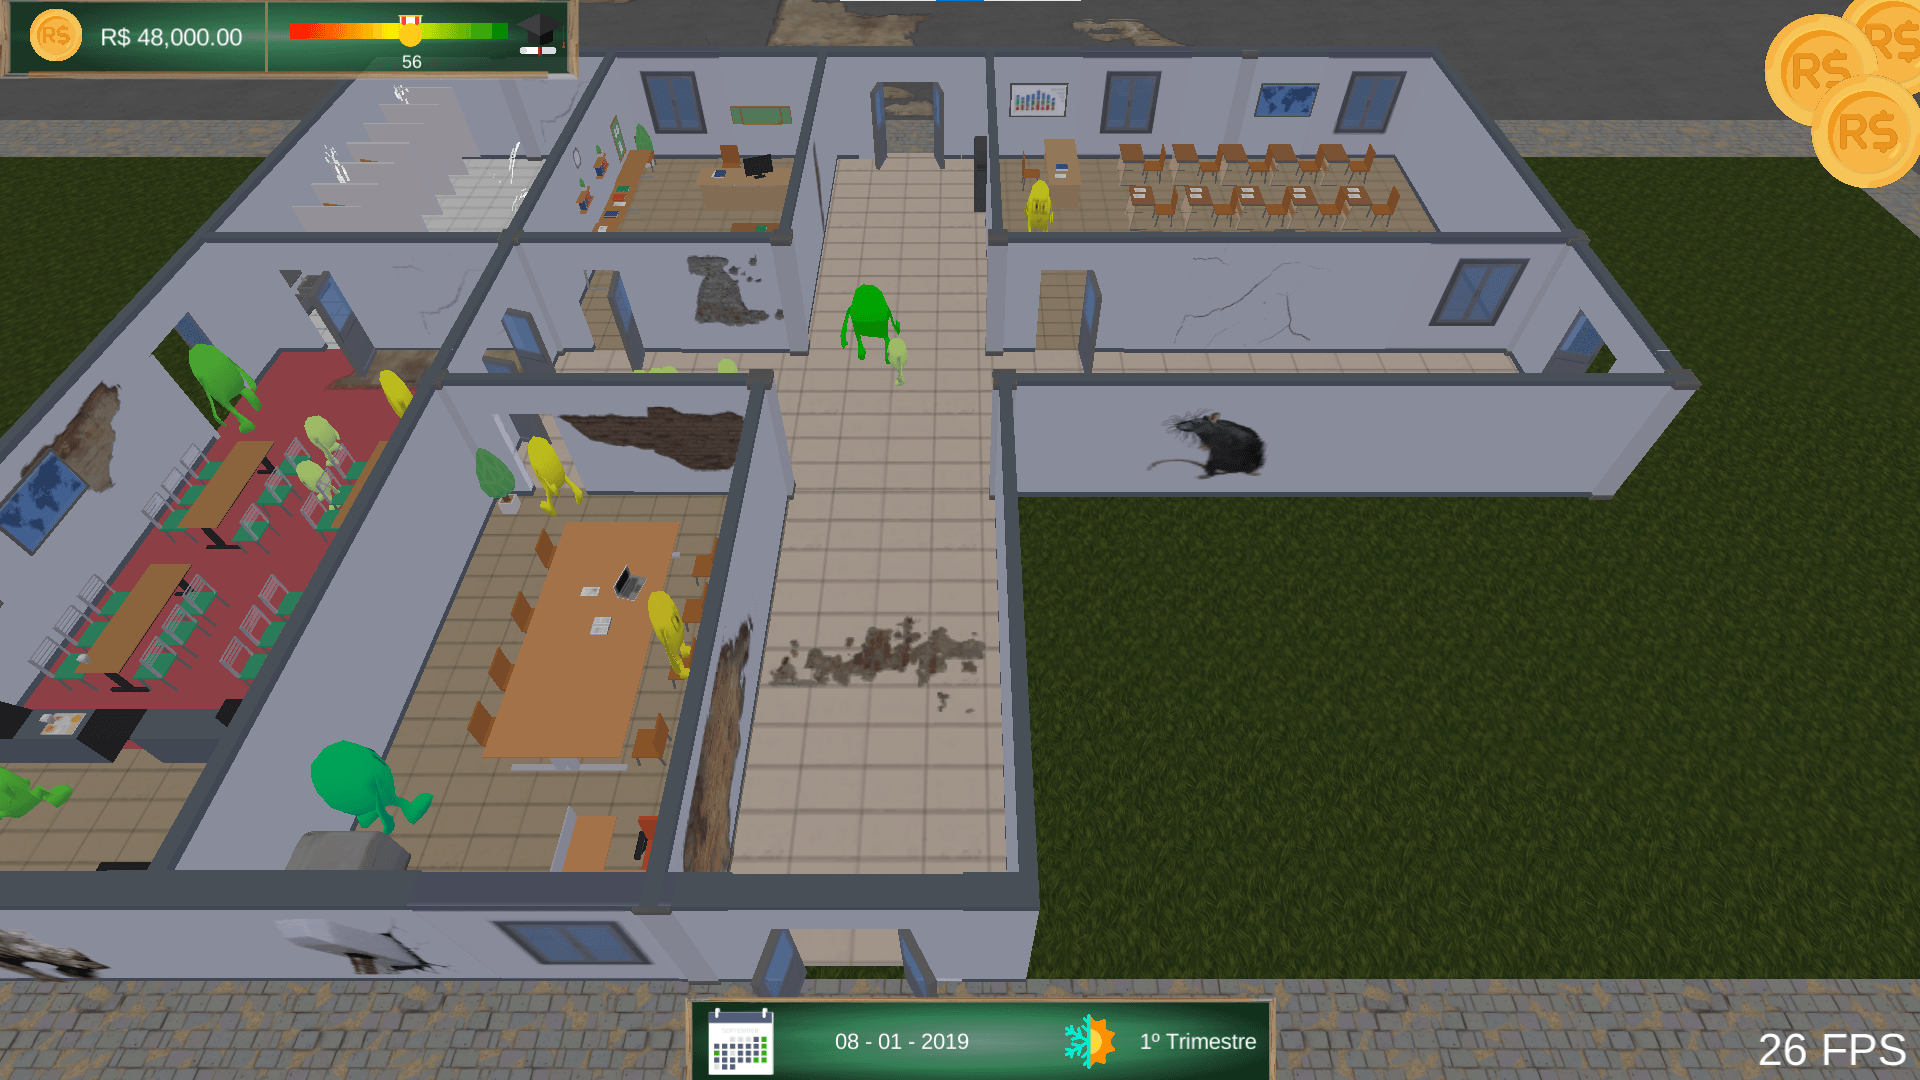 R$
R$ 48,000.00
56
R$
R$
R$
08 - 01 - 2019
1º Trimestre
26 FPS